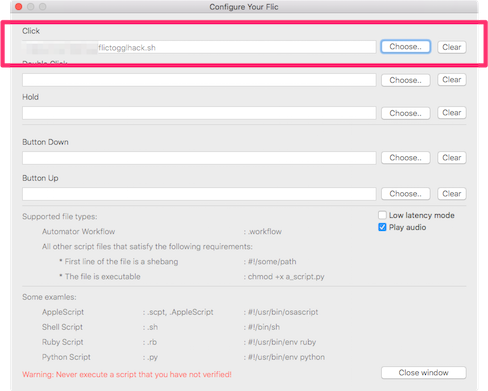 Configure Your Flic
Click
flictogglhack.sh Choose.. Clear
Double Click
Choose.. Clear
Hold
Choose.. Clear
Button Down
Choose.. Clear
Button Up
Choose.. Clear
Supported file types:
Low latency mode
Automator Workflow : .workflow
Play audio
All other script files that satisfy the following requirements:
* First line of the file is a shebang : #!/some/path
* The file is executable : chmod +x a_script.py
Some examles:
AppleScript : .scpt, .AppleScript : #!/usr/bin/osascript
Shell Script : .sh : #!/bin/sh
Ruby Script : .rb : #!/usr/bin/env ruby
Python Script : .py : #!/usr/bin/env python
Warning: Never execute a script that you have not verified! Close window